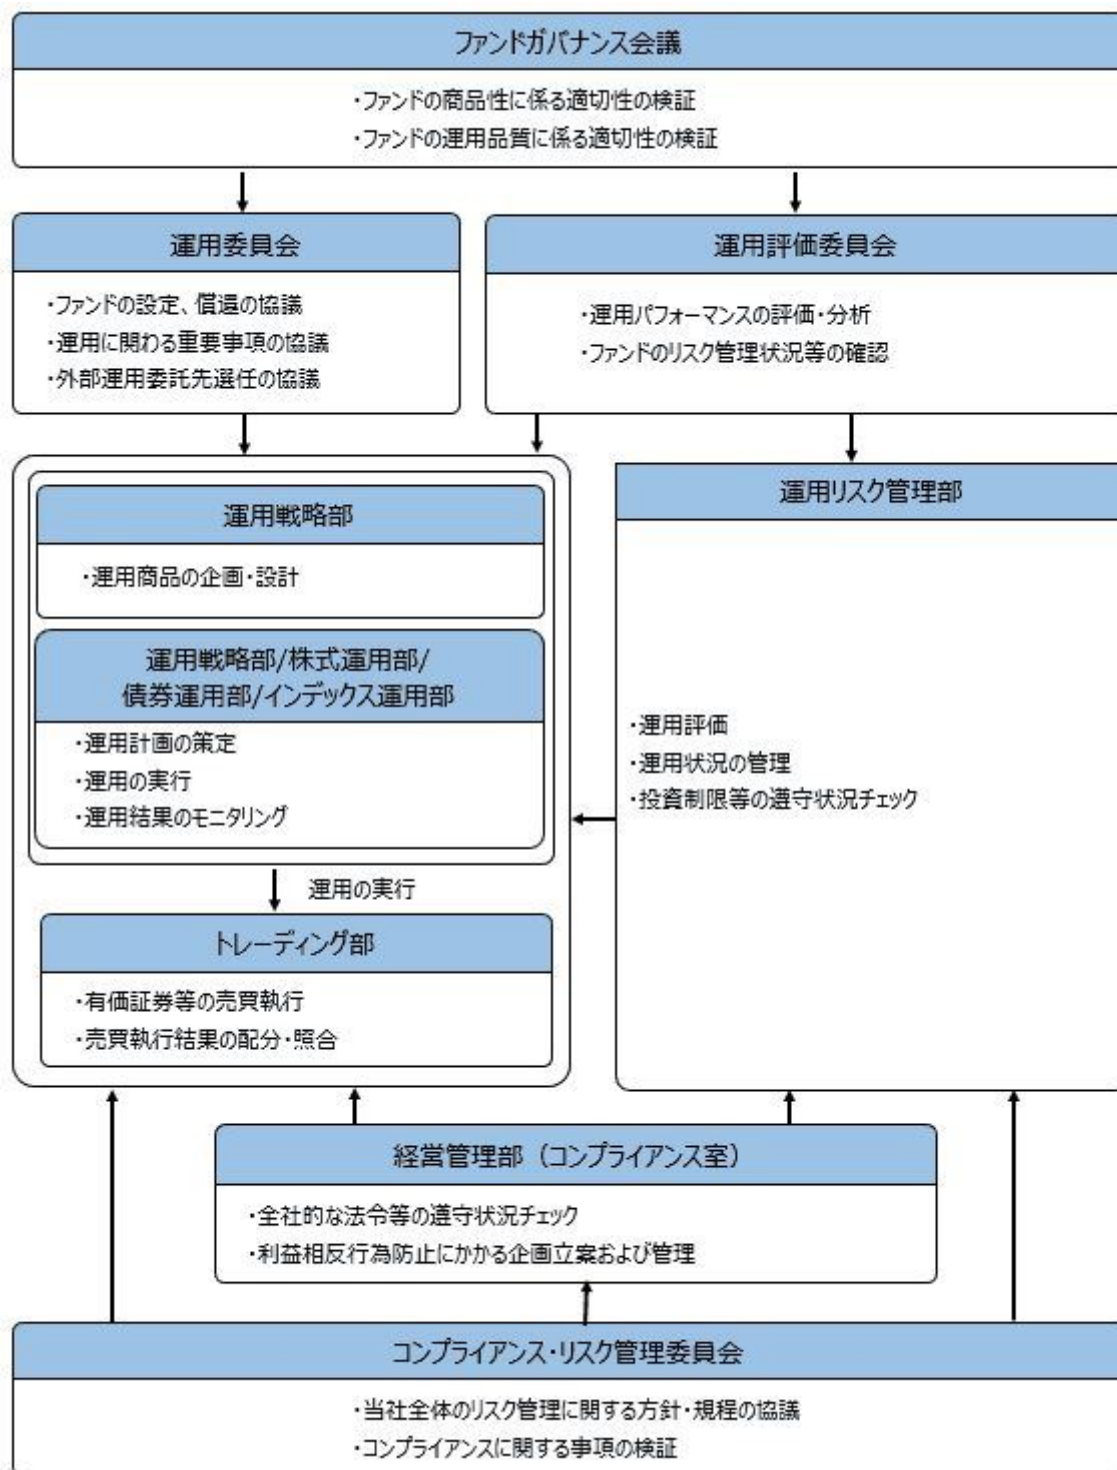 ファンドガバナンス会議
・ファンドの商品性に係る適切性の検証
・ファンドの運用品質に係る適切性の検証
運用委員会
・ファンドの設定、償還の協議
・運用に関わる重要事項の協議
・外部運用委託先選任の協議
運用評価委員会
・運用パフォーマンスの評価・分析
・ファンドのリスク管理状況等の確認
運用戦略部
・運用商品の企画・設計
運用戦略部/株式運用部/
債券運用部/インデックス運用部
・運用計画の策定
・運用の実行
・運用結果のモニタリング
運用の実行
トレーディング部
・有価証券等の売買執行
・売買執行結果の配分・照合
運用リスク管理部
・運用評価
・運用状況の管理
・投資制限等の遵守状況チェック
経営管理部（コンプライアンス室）
・全社的な法令等の遵守状況チェック
・利益相反行為防止にかかる企画立案および管理
コンプライアンス・リスク管理委員会
・当社全体のリスク管理に関する方針・規程の協議
・コンプライアンスに関する事項の検証